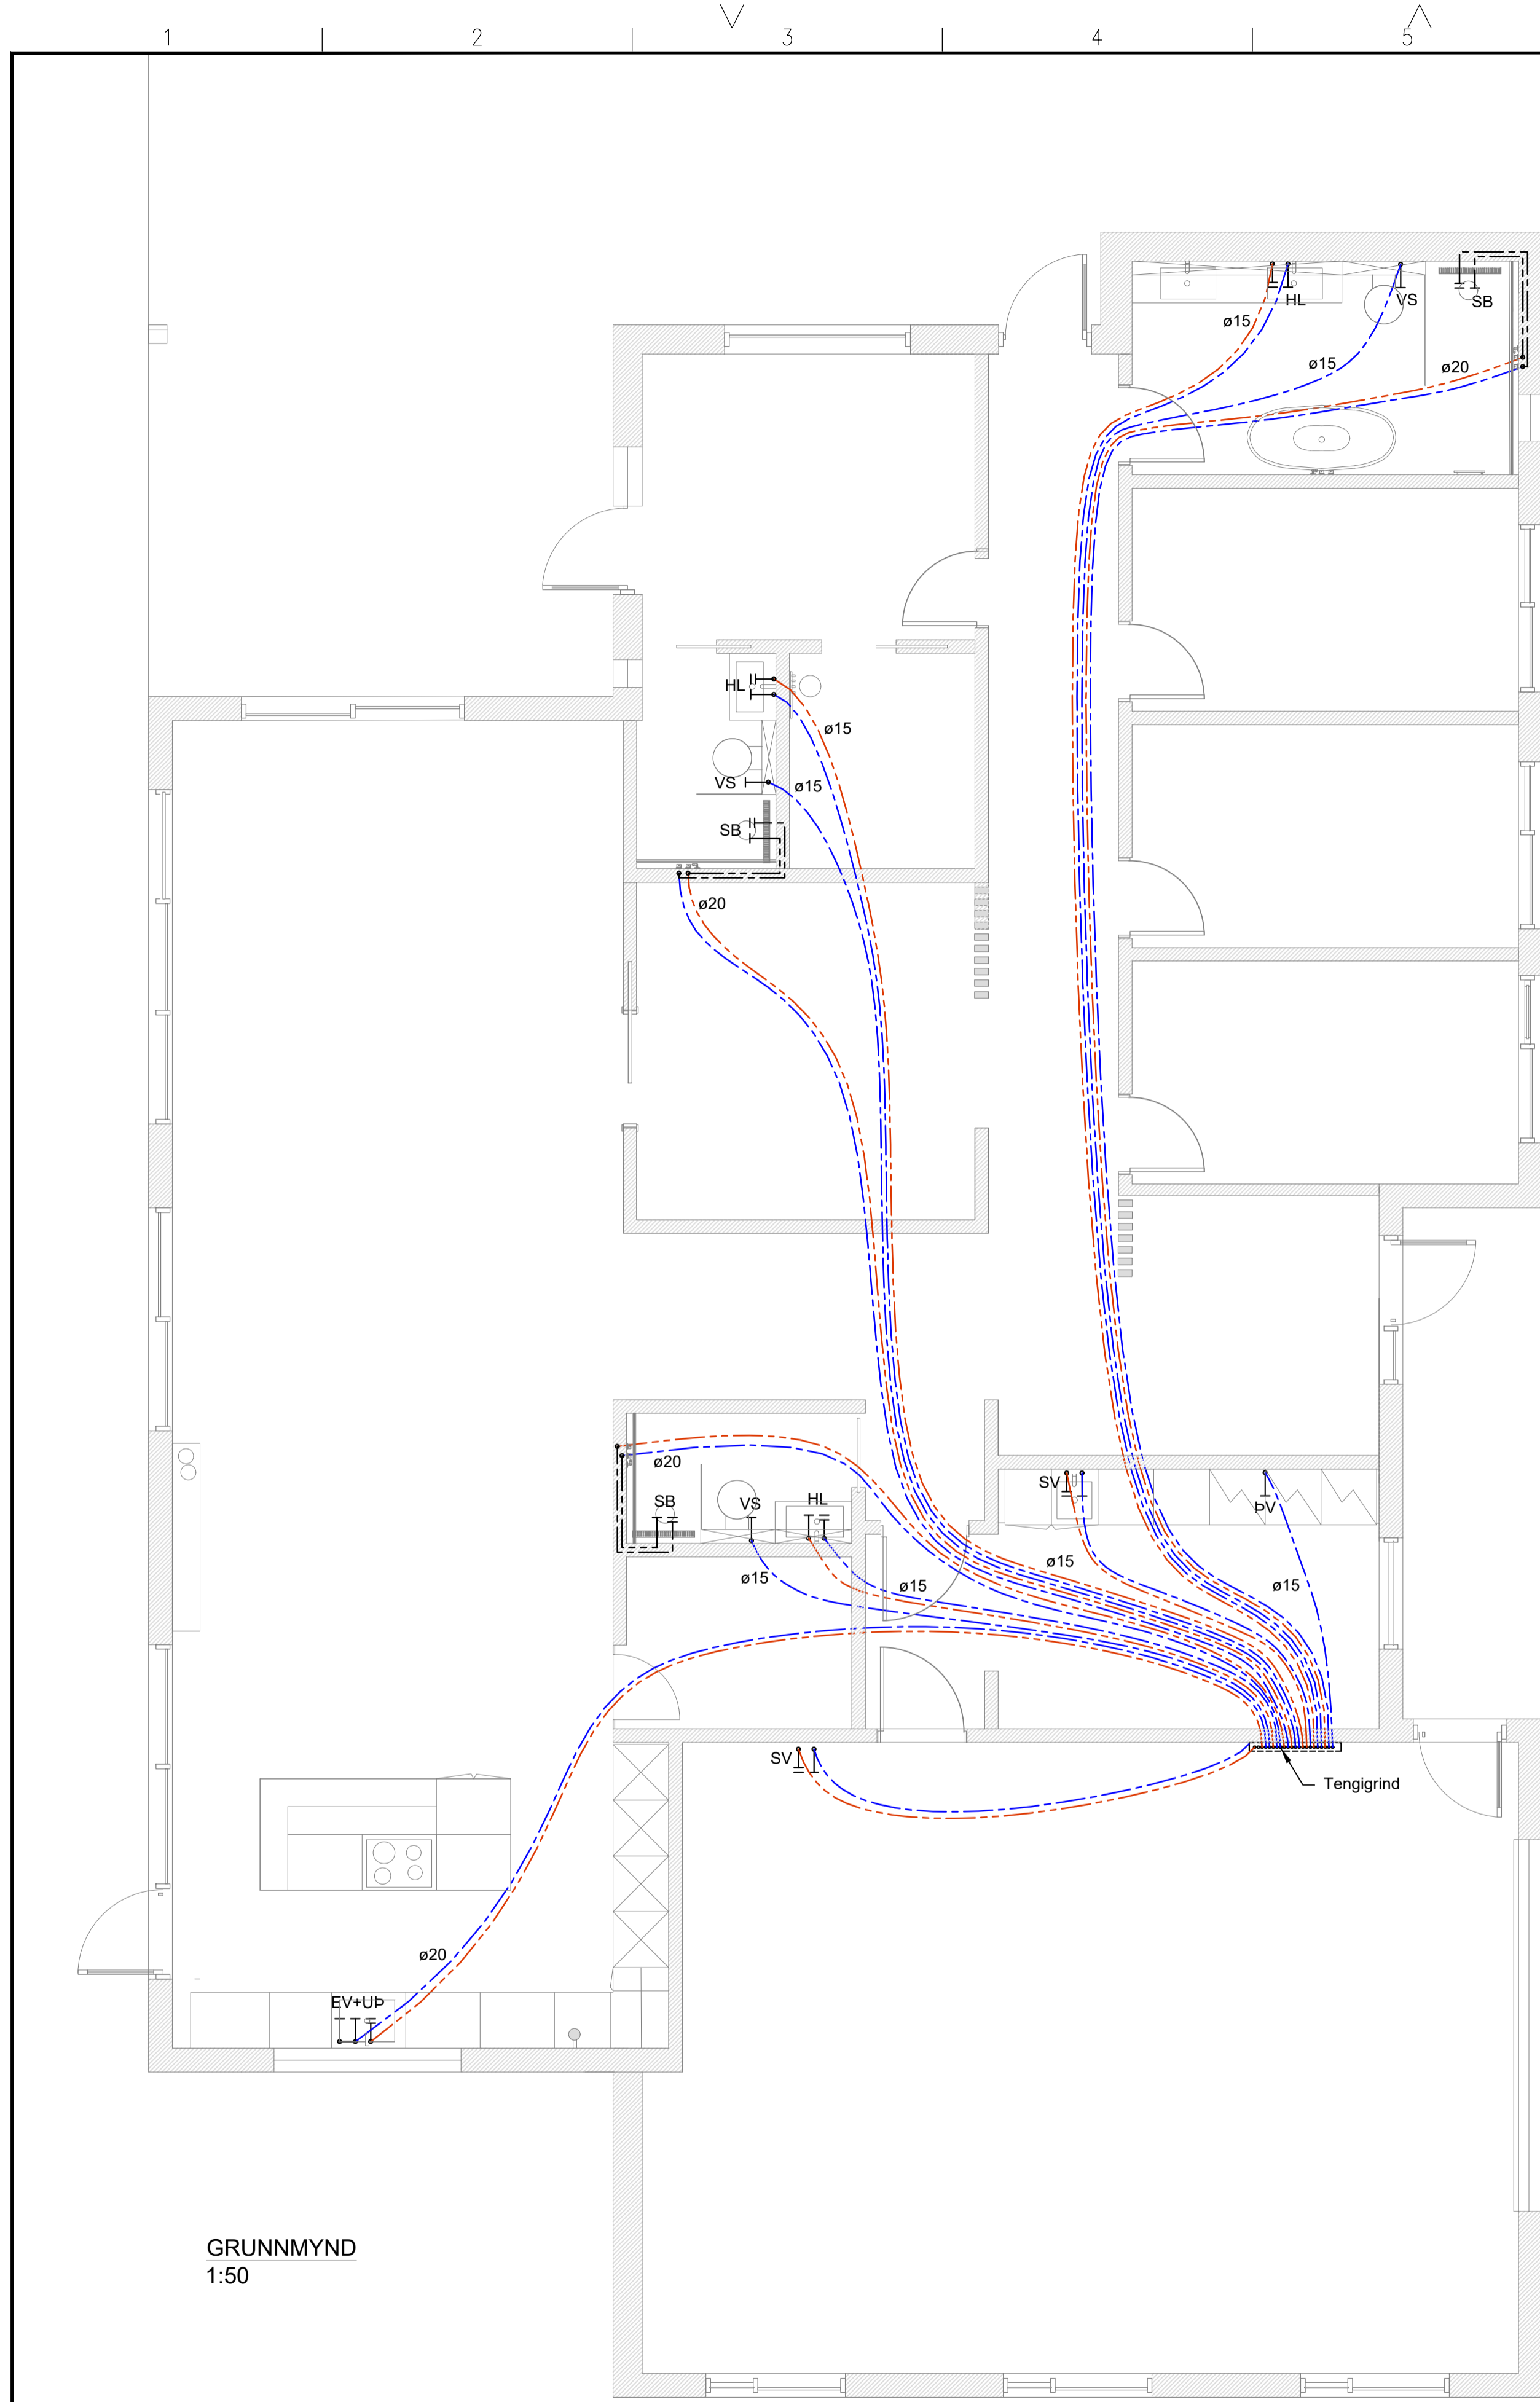 1 2 3 4 5
HL VS SB
ø15
ø15 ø20
HL
ø15
VS ø15
SB
ø20
ø20
SB VS HL
SV
ÞV
ø15
ø15 ø15 ø15
SV
Tengigrind
ø20
EV+UÞ
GRUNNMYND
1:50